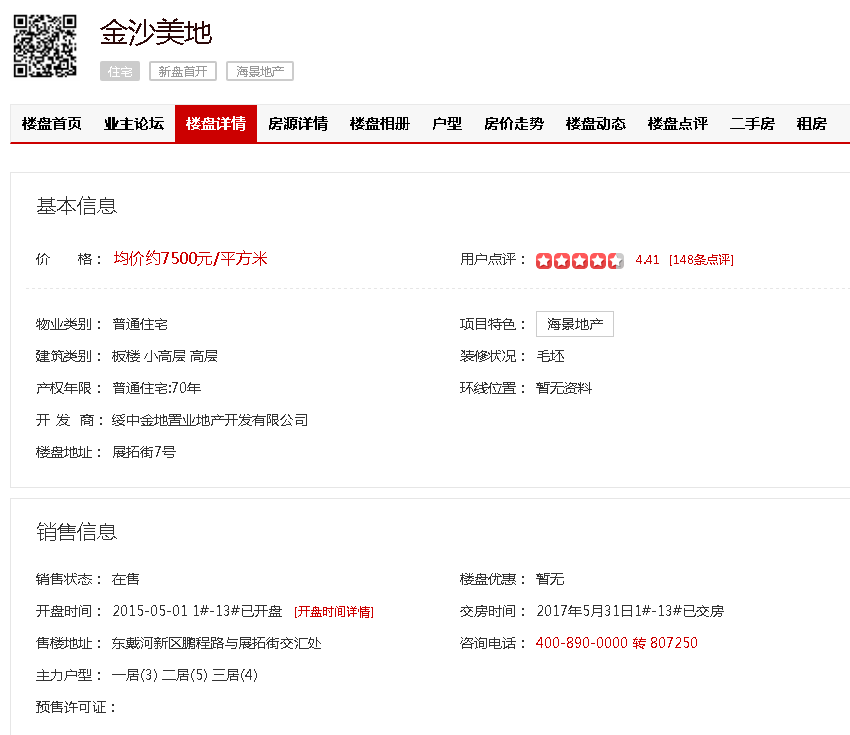 金沙美地
住宅 新盘首开 海景地产
楼盘首页 业主论坛 楼盘详情 房源详情 楼盘相册 户型 房价走势 楼盘动态 楼盘点评 二手房 租房
基本信息
价 格： 均价约7500元/平方米 用户点评： 4.41 [148条点评]
物业类别： 普通住宅 项目特色： 海景地产
建筑类别： 板楼 小高层 高层 装修状况： 毛坯
产权年限： 普通住宅:70年 环线位置： 暂无资料
开 发 商： 绥中金地置业地产开发有限公司
楼盘地址： 展拓街7号
销售信息
销售状态： 在售 楼盘优惠： 暂无
开盘时间： 2015-05-01 1#-13#已开盘 [开盘时间详情] 交房时间： 2017年5月31日1#-13#已交房
售楼地址： 东戴河新区鹏程路与展拓街交汇处 咨询电话： 400-890-0000 转 807250
主力户型： 一居(3) 二居(5) 三居(4)
预售许可证：